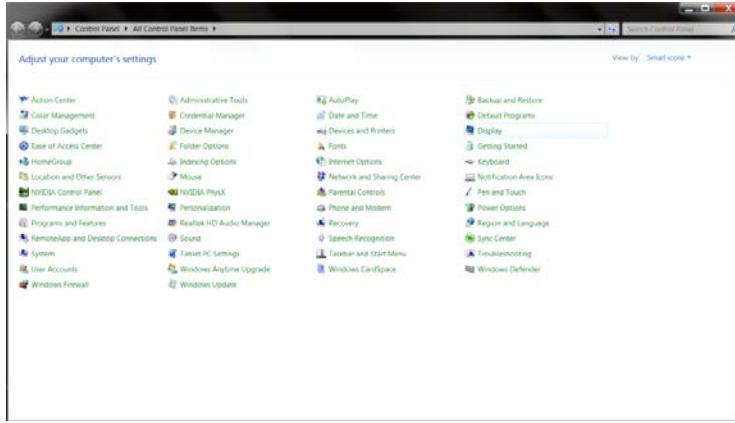 Control Panel ▸ All Control Panel Items ▸ Search Control Panel
Adjust your computer's settings View by: Small icons
Action Center Administrative Tools AutoPlay Backup and Restore
Color Management Credential Manager Date and Time Default Programs
Desktop Gadgets Device Manager Devices and Printers Display
Ease of Access Center Folder Options Fonts Getting Started
HomeGroup Indexing Options Internet Options Keyboard
Location and Other Sensors Mouse Network and Sharing Center Notification Area Icons
NVIDIA Control Panel NVIDIA PhysX Parental Controls Pen and Touch
Performance Information and Tools Personalization Phone and Modem Power Options
Programs and Features Realtek HD Audio Manager Recovery Region and Language
RemoteApp and Desktop Connections Sound Speech Recognition Sync Center
System Tablet PC Settings Taskbar and Start Menu Troubleshooting
User Accounts Windows Anytime Upgrade Windows CardSpace Windows Defender
Windows Firewall Windows Update